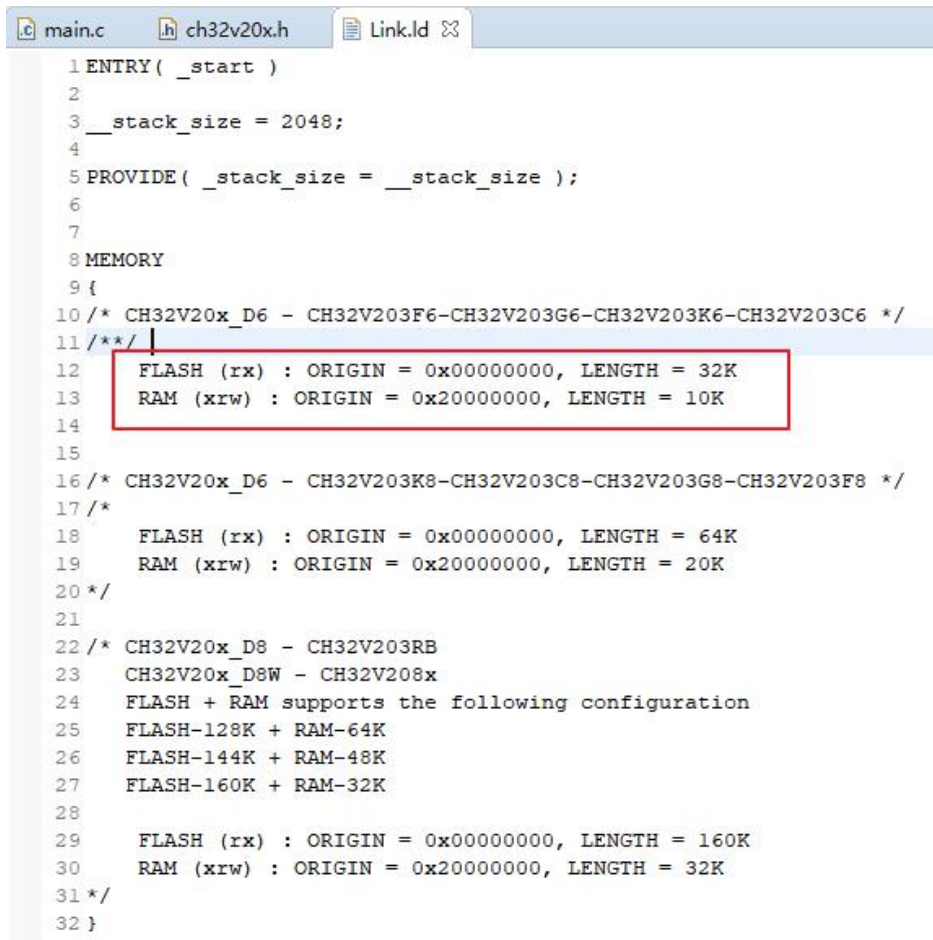 main.c ch32v20x.h Link.ld
1 ENTRY( _start )
2
3 __stack_size = 2048;
4
5 PROVIDE( _stack_size = __stack_size );
6
7
8 MEMORY
9 {
10 /* CH32V20x_D6 - CH32V203F6-CH32V203G6-CH32V203K6-CH32V203C6 */
11 /**/
12 FLASH (rx) : ORIGIN = 0x00000000, LENGTH = 32K
13 RAM (xrw) : ORIGIN = 0x20000000, LENGTH = 10K
14
15
16 /* CH32V20x_D6 - CH32V203K8-CH32V203C8-CH32V203G8-CH32V203F8 */
17 /*
18 FLASH (rx) : ORIGIN = 0x00000000, LENGTH = 64K
19 RAM (xrw) : ORIGIN = 0x20000000, LENGTH = 20K
20 */
21
22 /* CH32V20x_D8 - CH32V203RB
23 CH32V20x_D8W - CH32V208x
24 FLASH + RAM supports the following configuration
25 FLASH-128K + RAM-64K
26 FLASH-144K + RAM-48K
27 FLASH-160K + RAM-32K
28
29 FLASH (rx) : ORIGIN = 0x00000000, LENGTH = 160K
30 RAM (xrw) : ORIGIN = 0x20000000, LENGTH = 32K
31 */
32 }